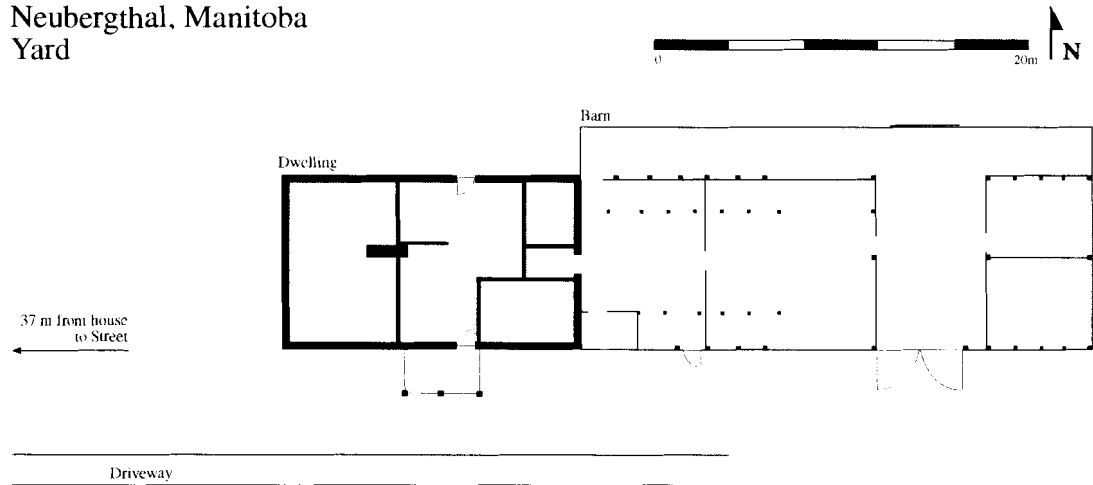 Neubergthal, Manitoba
Yard
0
20m
N
Barn
Dwelling
37 m from house
to Street
Driveway